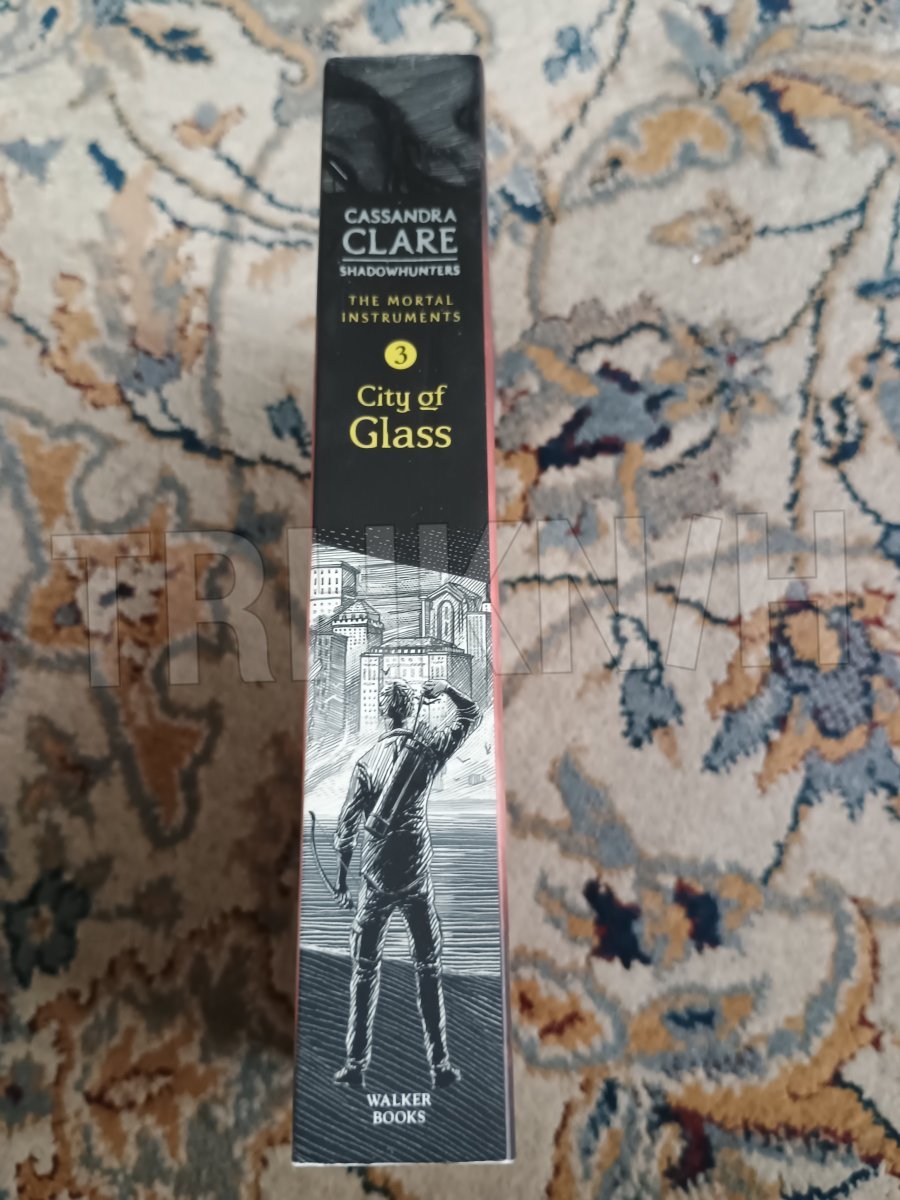 CASSANDRA
CLARE
SHADOWHUNTERS
THE MORTAL
INSTRUMENTS
3
City of
Glass
WALKER
BOOKS